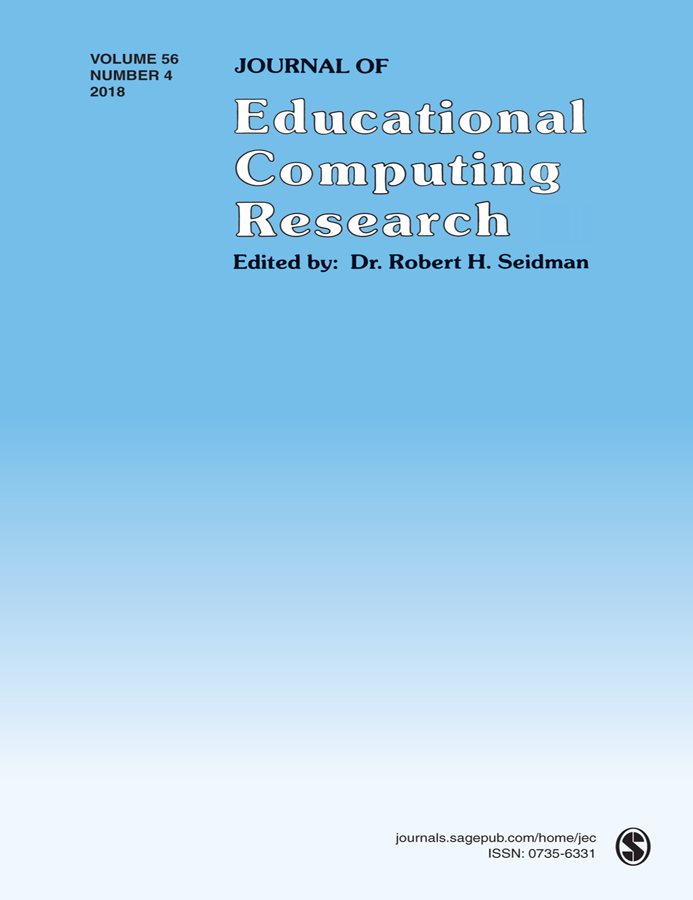 VOLUME 56
NUMBER 4
2018
JOURNAL OF
Educational
Computing
Research
Edited by: Dr. Robert H. Seidman
journals.sagepub.com/home/jec
ISSN: 0735-6331
S